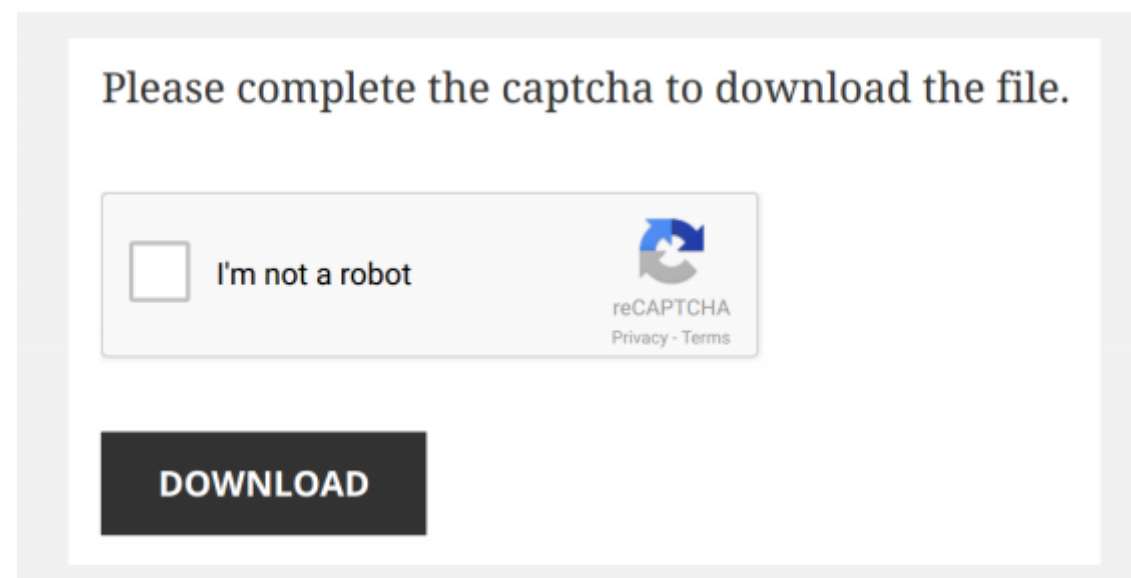 Please complete the captcha to download the file.
I'm not a robot
reCAPTCHA
Privacy - Terms
DOWNLOAD